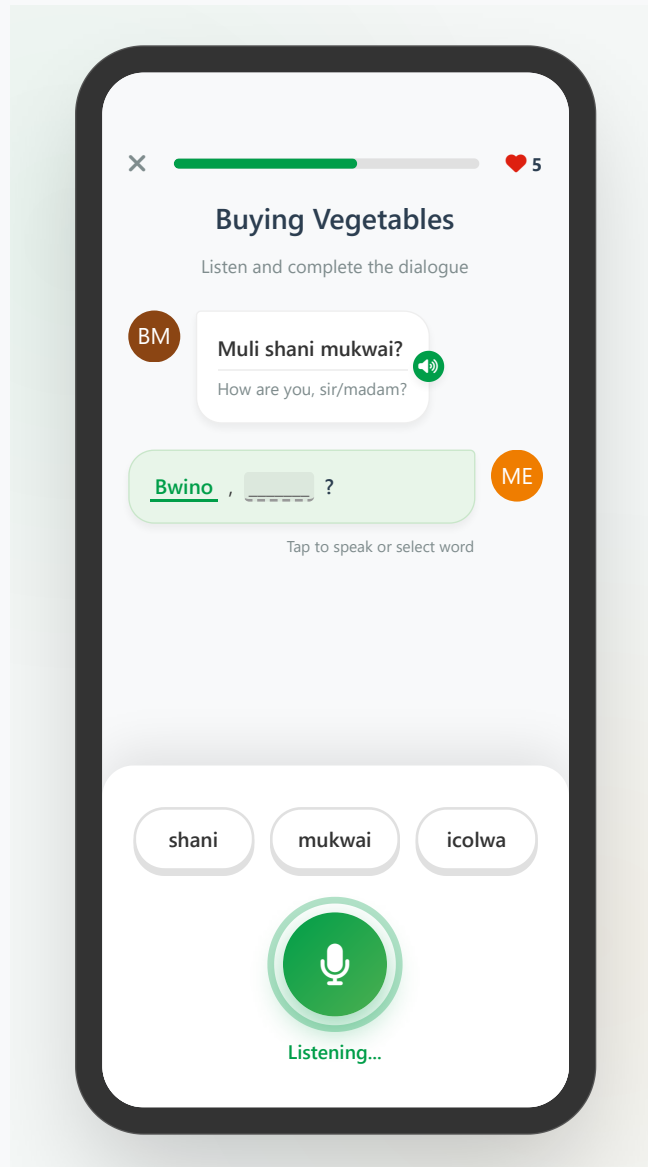 5
Buying Vegetables
Listen and complete the dialogue
BM
Muli shani mukwai?
How are you, sir/madam?
Bwino , ______ ?
ME
Tap to speak or select word
shani mukwai icolwa
Listening...